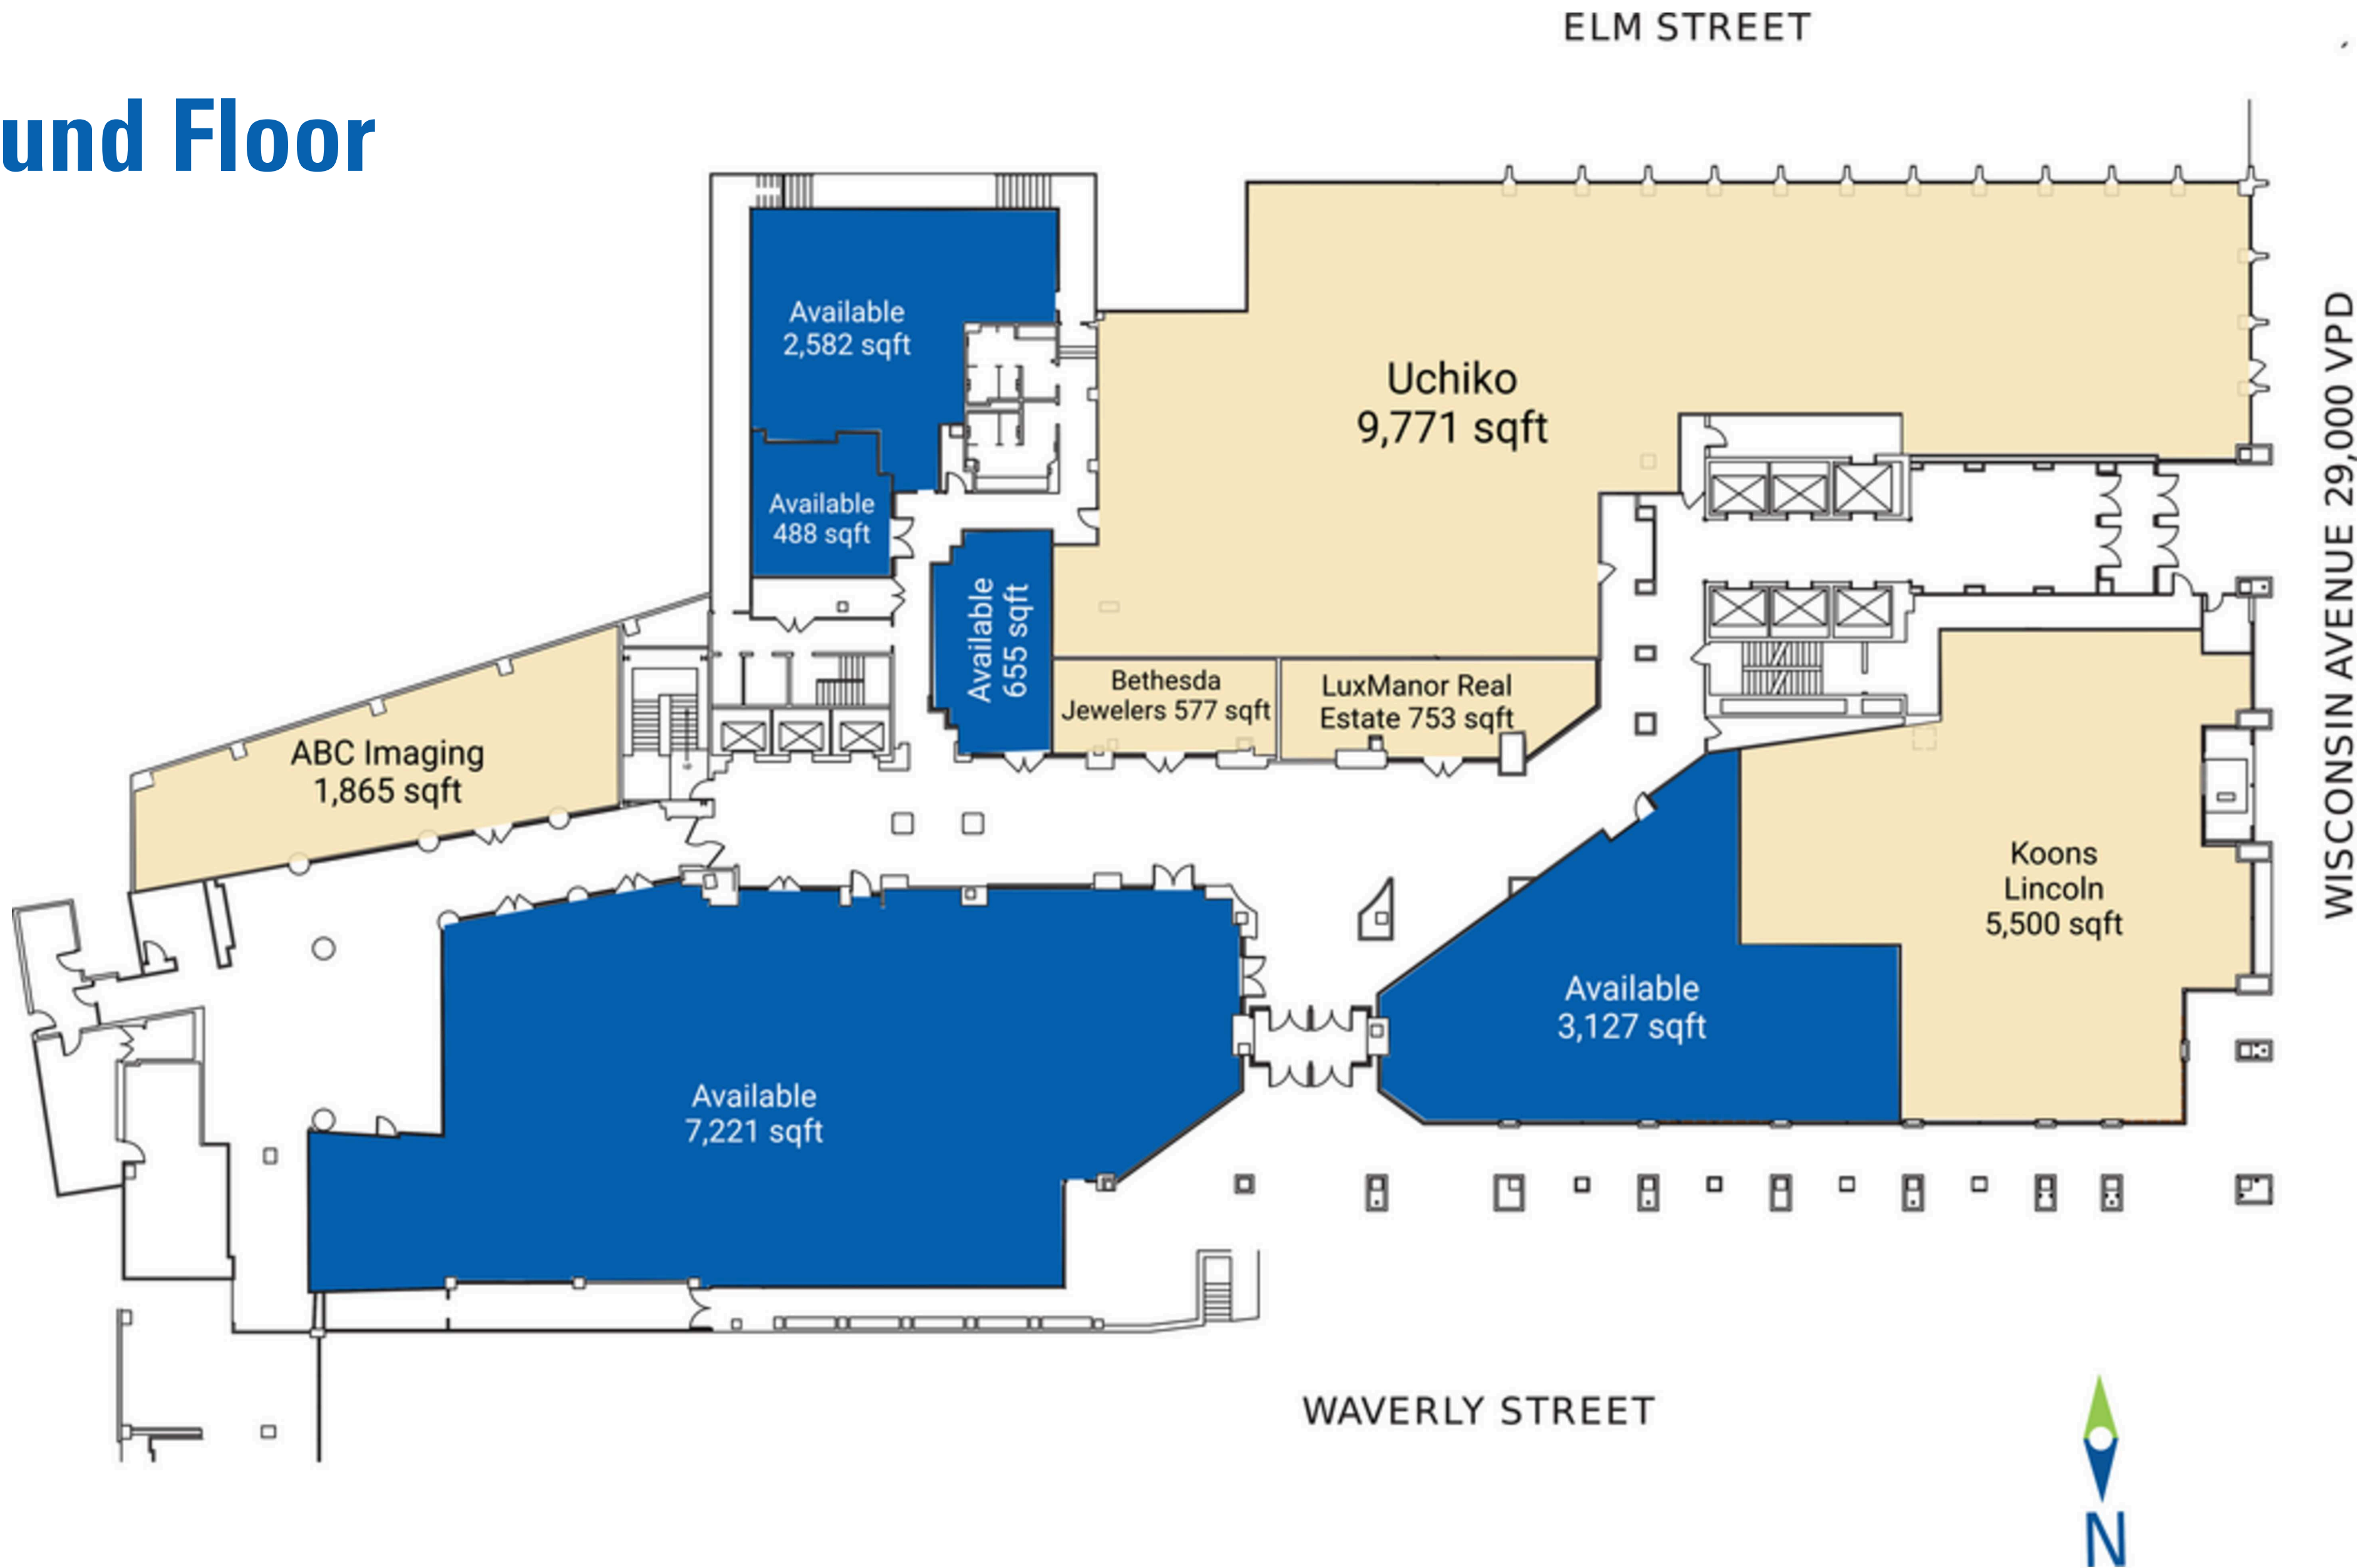 ELM STREET
und Floor
Available
2,582 sqft
Uchiko
9,771 sqft
Available
488 sqft
Available
655 sqft
Bethesda
Jewelers 577 sqft
LuxManor Real
Estate 753 sqft
ABC Imaging
1,865 sqft
Koons
Lincoln
5,500 sqft
Available
3,127 sqft
Available
7,221 sqft
WISCONSIN AVENUE 29,000 VPD
WAVERLY STREET
N